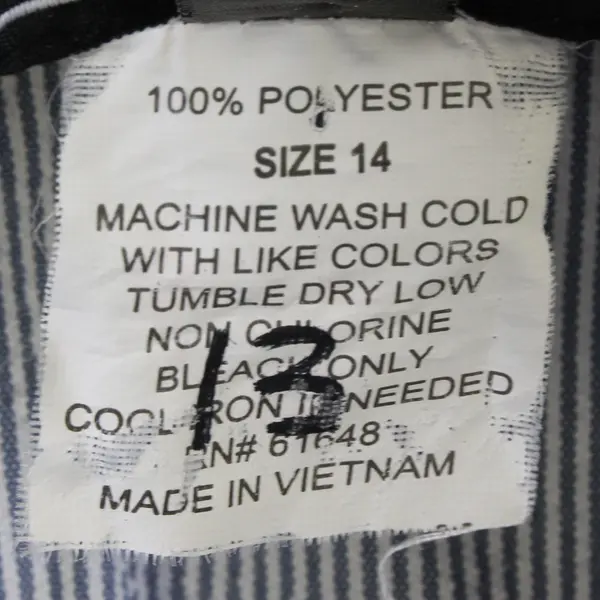 100% POLYESTER
SIZE 14
MACHINE WASH COLD
WITH LIKE COLORS
TUMBLE DRY LOW
NON CHLORINE
BLEACH ONLY
COOL IRON IF NEEDED
13
RN# 61648
MADE IN VIETNAM